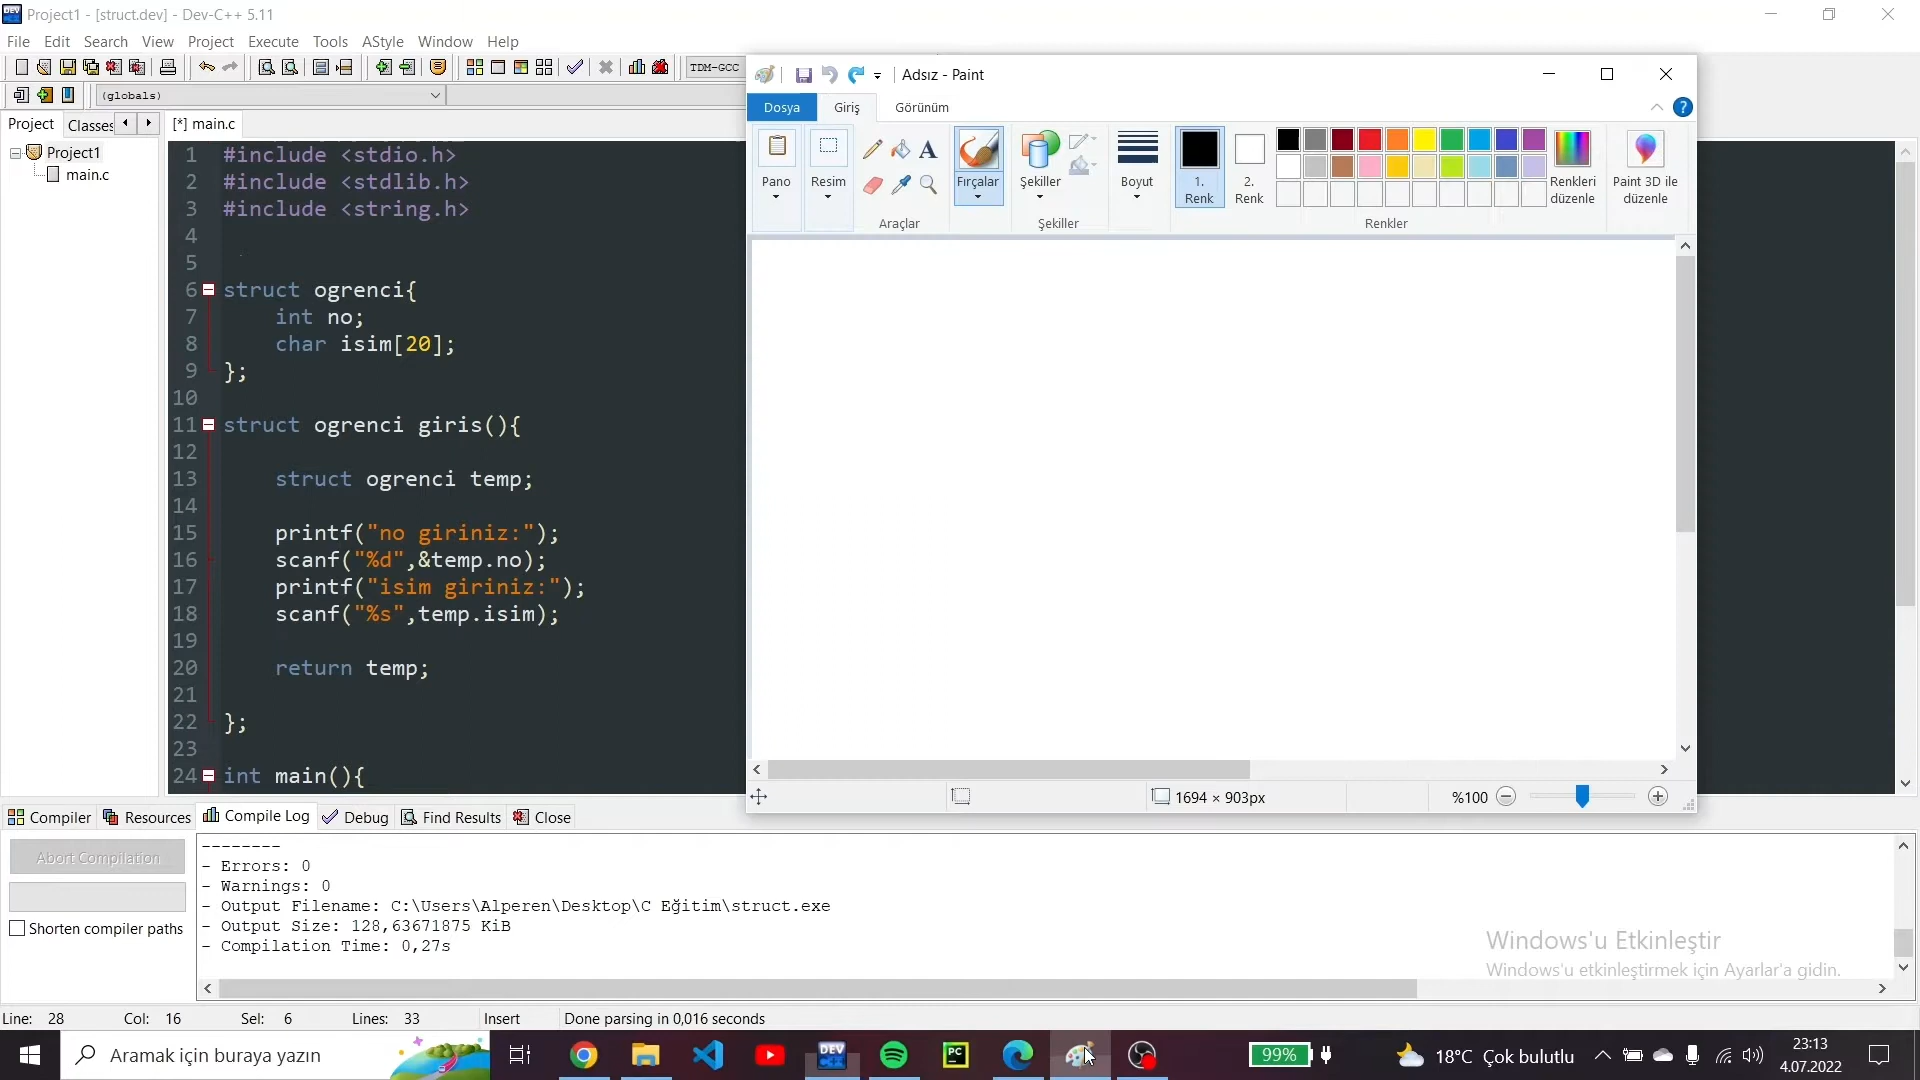 Project1 - [struct.dev] - Dev-C++ 5.11
File Edit Search View Project Execute Tools AStyle Window Help
TDM-GCC
(globals)
Project Classes
[*] main.c
Project1
main.c
1 #include <stdio.h>
2 #include <stdlib.h>
3 #include <string.h>
4
5
6 struct ogrenci{
7 int no;
8 char isim[20];
9 };
10
11 struct ogrenci giris(){
12
13 struct ogrenci temp;
14
15 printf("no giriniz:");
16 scanf("%d",&temp.no);
17 printf("isim giriniz:");
18 scanf("%s",temp.isim);
19
20 return temp;
21
22 };
23
24 int main(){
Adsız - Paint
Dosya Giriş Görünüm
Pano
Resim
Araçlar
Fırçalar
Şekiller
Şekiller
Boyut
1. Renk
2. Renk
Renkleri düzenle
Renkler
Paint 3D ile düzenle
1694 × 903px
%100
Compiler Resources Compile Log Debug Find Results Close
Abort Compilation
Shorten compiler paths
--------
- Errors: 0
- Warnings: 0
- Output Filename: C:\Users\Alperen\Desktop\C Eğitim\struct.exe
- Output Size: 128,63671875 KiB
- Compilation Time: 0,27s
Windows'u Etkinleştir
Windows'u etkinleştirmek için Ayarlar'a gidin.
Line: 28 Col: 16 Sel: 6 Lines: 33 Insert Done parsing in 0,016 seconds
Aramak için buraya yazın
DEV
PC
99%
18°C Çok bulutlu
23:13
4.07.2022